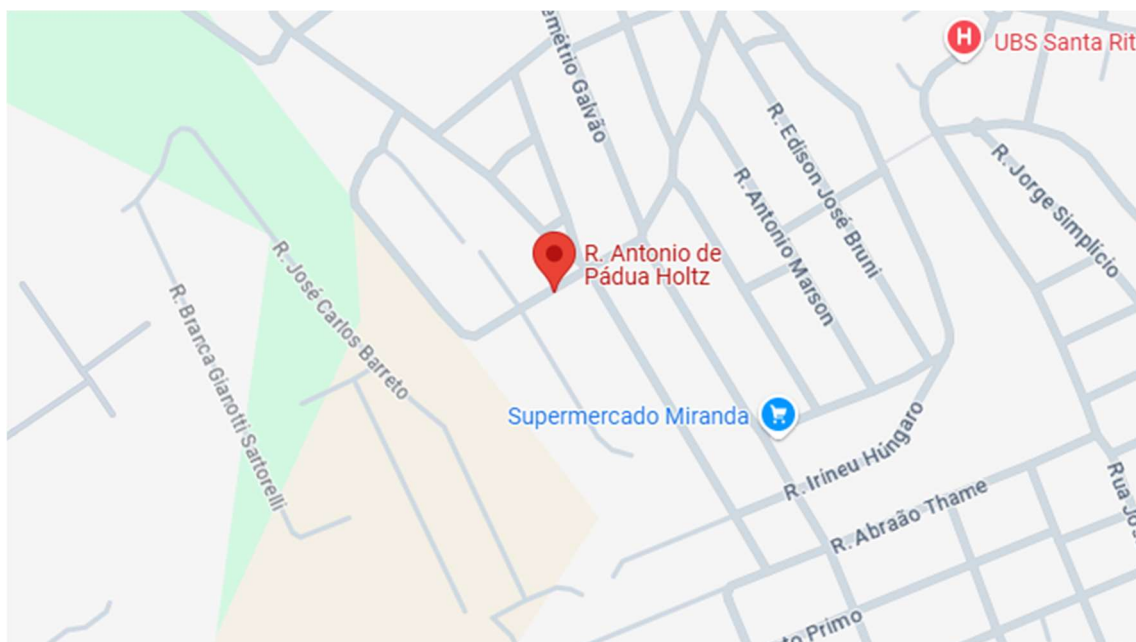 emétrio Galvão
H
UBS Santa Rit
R. Edison José Bruni
R. Jorge Simplício
R. Antonio Marson
R. Antonio de
Pádua Holtz
R. José Carlos Barreto
R. Branca Gianotti Sartorelli
Supermercado Miranda
R. Irineu Húngaro
R. Abraão Thame
Rua Jo
to Primo